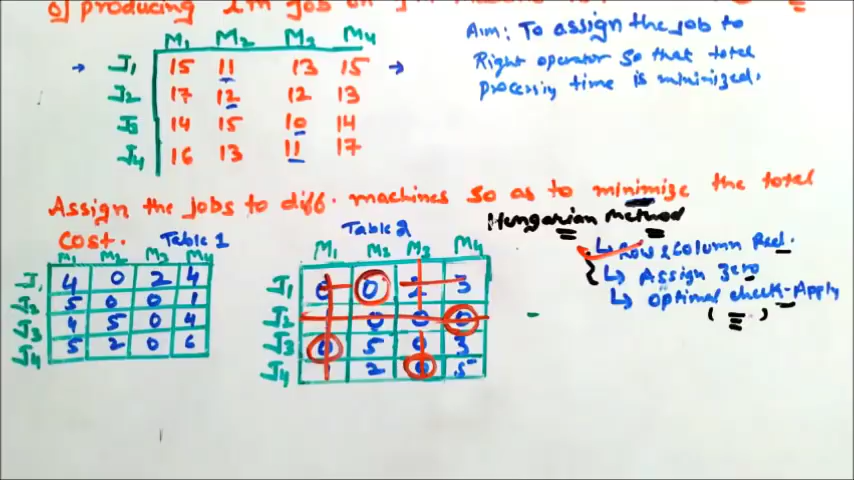 of producing
M1 M2 M3 M4
J1 15 11 13 15
J2 17 12 12 13
J3 14 15 10 14
J4 16 13 11 17
Aim: To assign the job to
Right operator so that total
processing time is minimized.
Assign the jobs to diff. machines so as to minimize the total
cost.
Table 1
M1 M2 M3 M4
J1 4 0 2 4
J2 5 0 0 1
J3 4 5 0 4
J4 5 2 0 6
Table 2
M1 M2 M3 M4
J1 0 0 2 3
J2 0 0 0
J3 0 5 0 3
J4 1 2 0 5
Hungarian Method
↳ Row & Column Red.
↳ Assign zero
↳ optimal check - Apply
( )